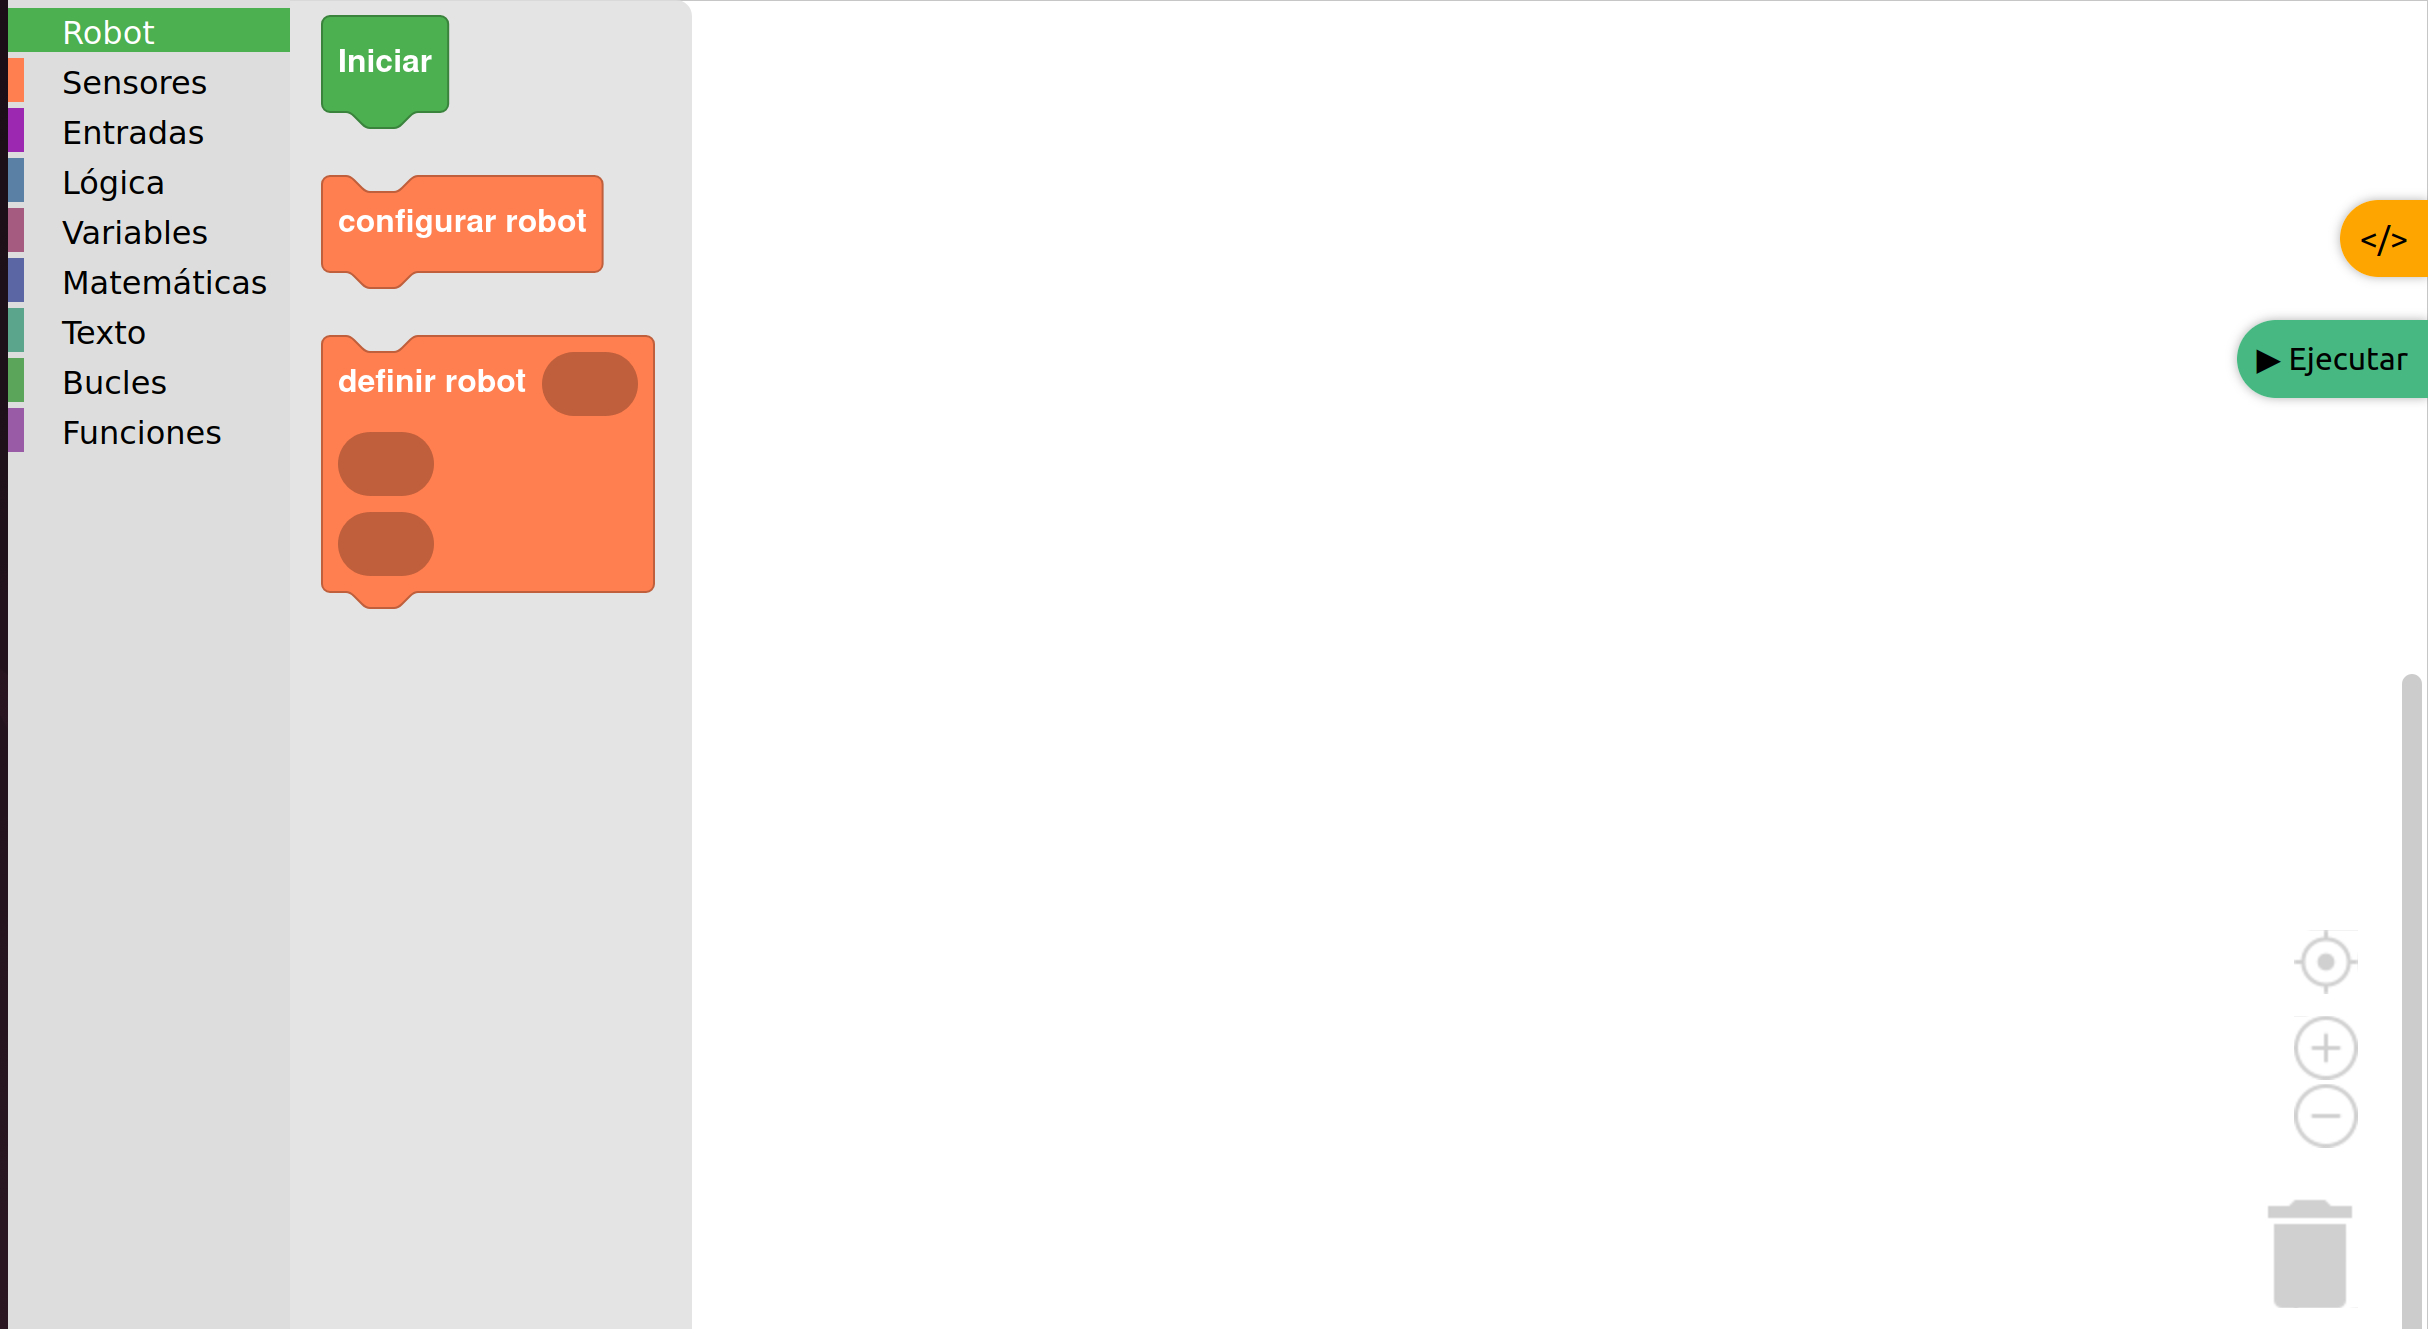 Robot
Sensores
Entradas
Lógica
Variables
Matemáticas
Texto
Bucles
Funciones
Iniciar
configurar robot
definir robot
</>
▶ Ejecutar